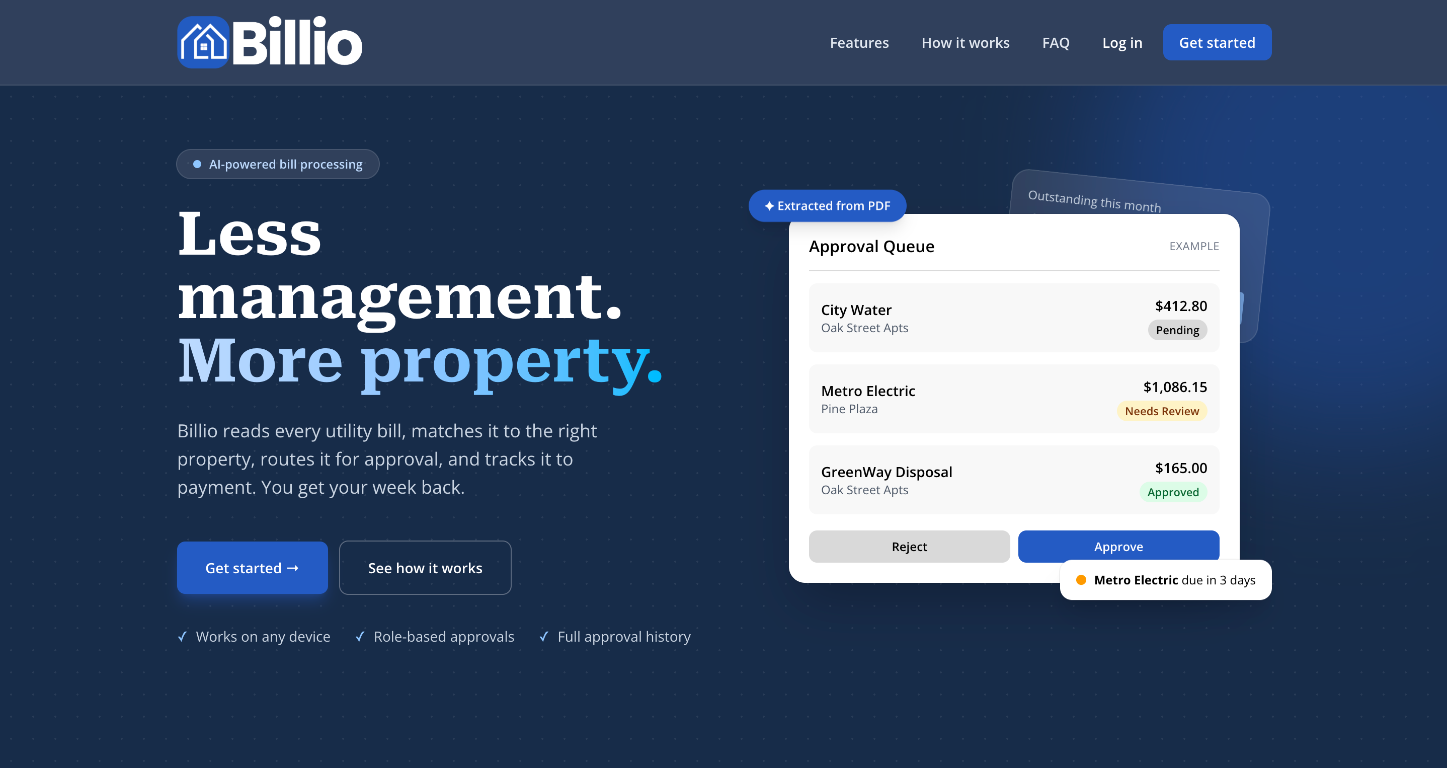 Billio
Features
How it works
FAQ
Log in
Get started
AI-powered bill processing
Less
management.
More property.
Billio reads every utility bill, matches it to the right
property, routes it for approval, and tracks it to
payment. You get your week back.
Get started →
See how it works
✓ Works on any device
✓ Role-based approvals
✓ Full approval history
Outstanding this month
✦ Extracted from PDF
Approval Queue
EXAMPLE
City Water
$412.80
Oak Street Apts
Pending
Metro Electric
$1,086.15
Pine Plaza
Needs Review
GreenWay Disposal
$165.00
Oak Street Apts
Approved
Reject
Approve
Metro Electric due in 3 days